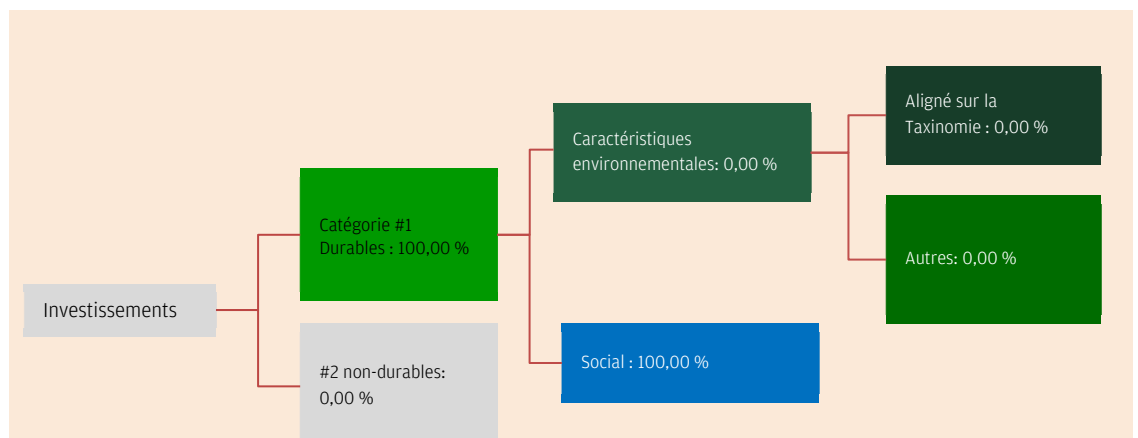 Investissements
Catégorie #1
Durables : 100,00 %
#2 non-durables:
0,00 %
Caractéristiques
environnementales: 0,00 %
Social : 100,00 %
Aligné sur la
Taxinomie : 0,00 %
Autres: 0,00 %